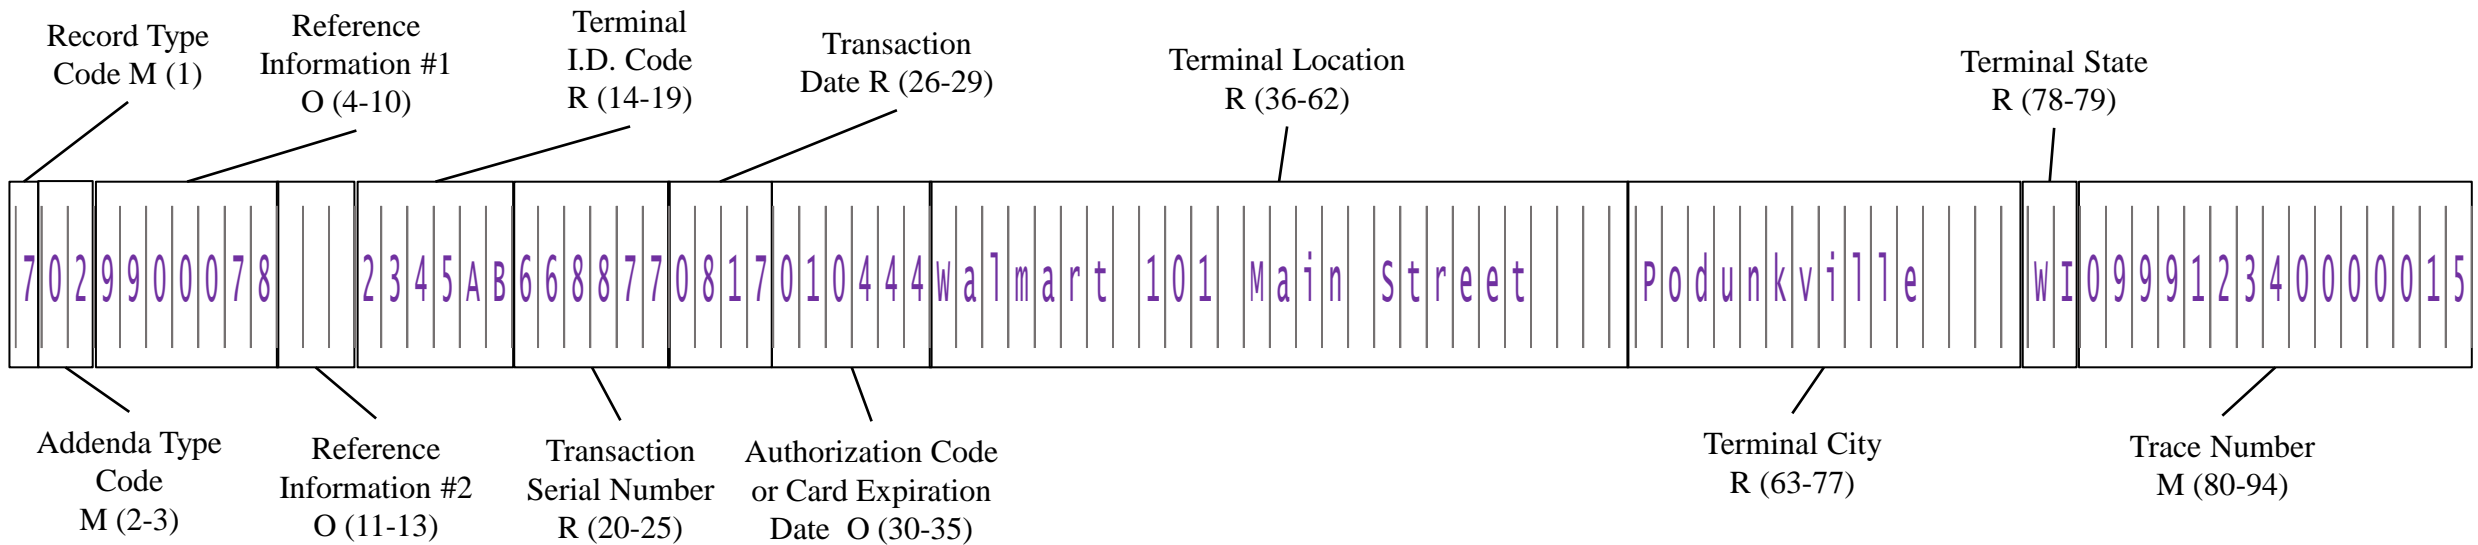 Record Type
Code M (1)
Reference
Information #1
O (4-10)
Terminal
I.D. Code
R (14-19)
Transaction
Date R (26-29)
Terminal Location
R (36-62)
Terminal State
R (78-79)
7029900078   2345AB6688770817010444Walmart 101 Main Street    Podunkville    WI099912340000015
Addenda Type
Code
M (2-3)
Reference
Information #2
O (11-13)
Transaction
Serial Number
R (20-25)
Authorization Code
or Card Expiration
Date  O (30-35)
Terminal City
R (63-77)
Trace Number
M (80-94)